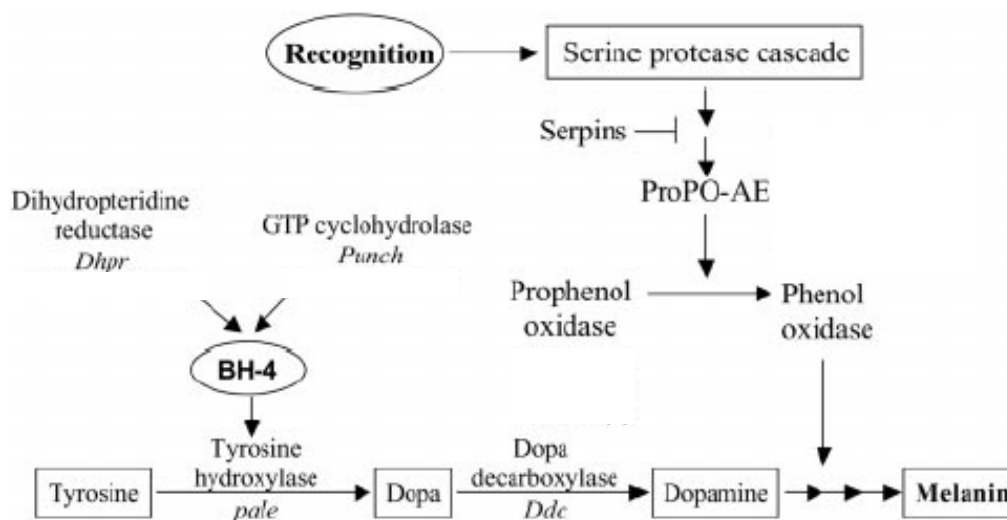 Recognition
Serine protease cascade
Serpins
ProPO-AE
Dihydropteridine
reductase
Dhpr
GTP cyclohydrolase
Punch
Prophenol
oxidase
Phenol
oxidase
BH-4
Tyrosine
Tyrosine
hydroxylase
pale
Dopa
Dopa
decarboxylase
Ddc
Dopamine
Melanin